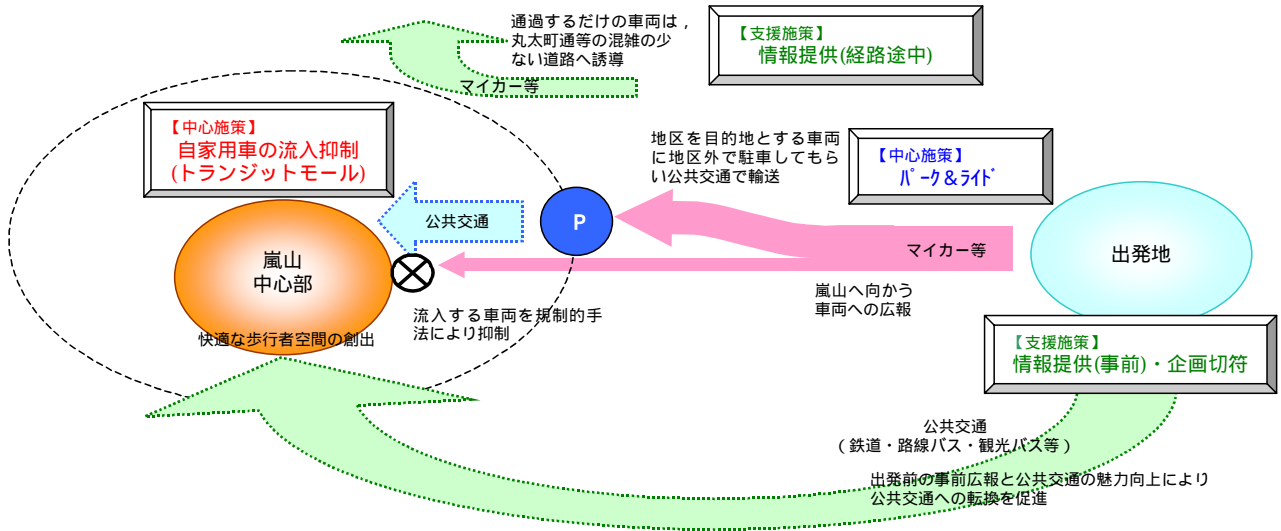 通過するだけの車両は，
丸太町通等の混雑の少
ない道路へ誘導
マイカー等
【支援施策】
情報提供(経路途中)
【中心施策】
自家用車の流入抑制
(トランジットモール)
地区を目的地とする車両
に地区外で駐車してもら
い公共交通で輸送
【中心施策】
ﾊﾟｰｸ＆ﾗｲﾄﾞ
公共交通
P
マイカー等
出発地
嵐山
中心部
快適な歩行者空間の創出
流入する車両を規制的手
法により抑制
嵐山へ向かう
車両への広報
【支援施策】
情報提供(事前)・企画切符
公共交通
（鉄道・路線バス・観光バス等）
出発前の事前広報と公共交通の魅力向上により
公共交通への転換を促進